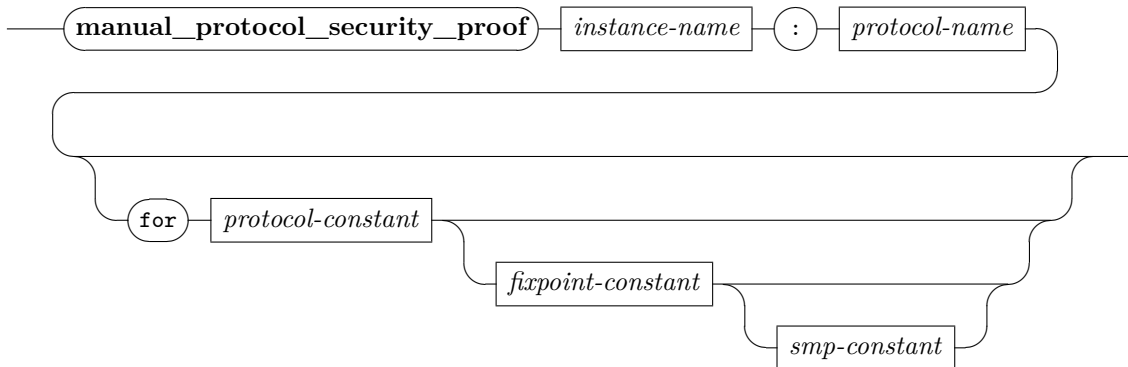 manual_protocol_security_proof instance-name : protocol-name
for protocol-constant
fixpoint-constant
smp-constant